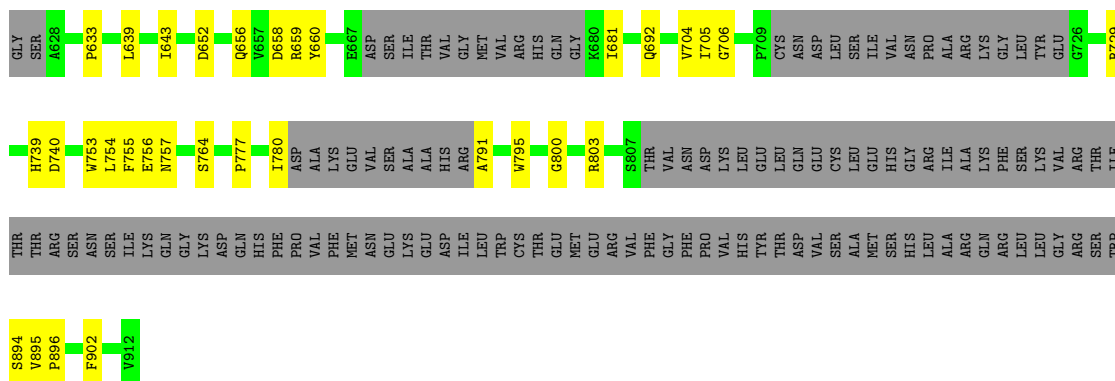 GLY SER A628 P633 L639 I643 D652 Q656 V657 D658 R659 Y660 E687 ASP SER ILE THR VAL GLY MET VAL ARG HIS GLN GLY K680 I681 Q692 V704 I705 G706 P709 CYS ASN ASP LEU SER ILE VAL ASN PRO ALA ARG LYS GLY LEU TYR GLU G726
H739 D740 W753 L754 F755 E756 N757 S764 P777 I780 ASP ALA LYS GLU VAL SER ALA ALA HIS ARG A791 W795 G800 R803 S807 THR VAL ASN ASP LYS LEU GLU LEU GLN GLU CYS LEU GLU HIS GLY ARG ILE ALA LYS PHE SER LYS VAL ARG THR ILE
THR THR ARG SER ASN SER ILE LYS GLN GLY LYS ASP GLN HIS PHE PRO VAL PHE MET ASN GLU LYS GLU ASP ILE LEU TRP CYS THR GLU MET GLU ARG VAL PHE GLY PHE PRO VAL HIS TYR THR ASP VAL SER ALA MET SER HIS LEU ALA ARG GLN ARG LEU LEU GLY ARG SER TRP
S894 V895 P896 F902 V912